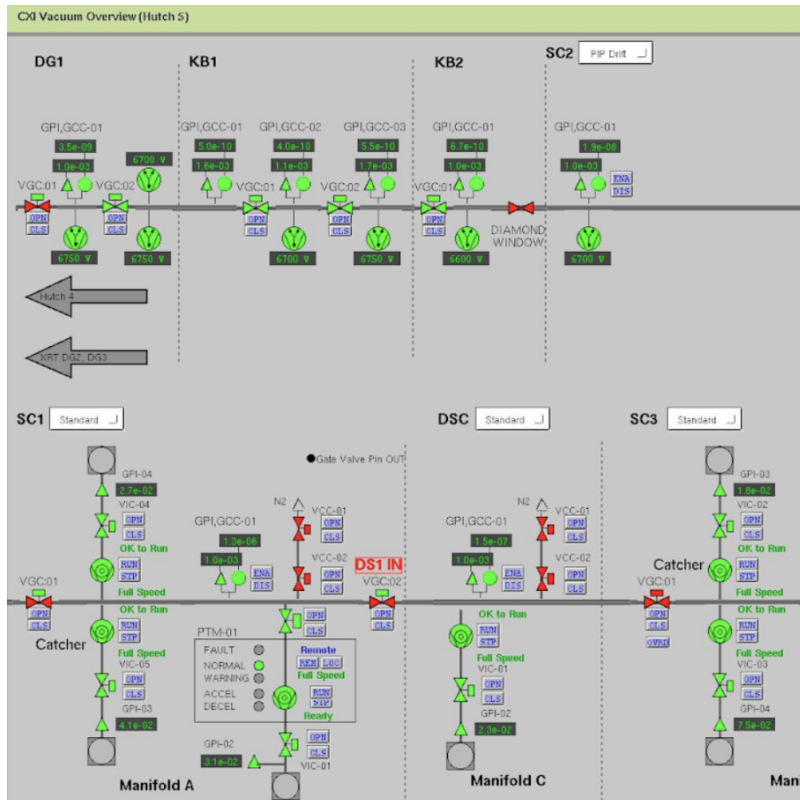 CXI Vacuum Overview (Hutch 5)
DG1
KB1
KB2
SC2 PIP Drift
GPI,GCC-01
3.5e-09
1.0e-03
6700 V
VGC:01
OPN
CLS
VGC:02
OPN
CLS
6750 V
6750 V
GPI,GCC-01
5.0e-10
1.6e-03
GPI,GCC-02
4.0e-10
1.1e-03
GPI,GCC-03
5.5e-10
1.7e-03
VGC:01
OPN
CLS
VGC:02
OPN
CLS
6700 V
6750 V
GPI,GCC-01
6.7e-10
1.0e-03
VGC:01
OPN
CLS
6600 V
DIAMOND
WINDOW
GPI,GCC-01
1.9e-08
1.0e-03
ENA
DIS
6700 V
Hutch 4
XRT DG2, DG3
SC1 Standard
GPI-04
2.7e-02
VIC-04
OPN
CLS
OK to Run
RUN
STP
Full Speed
VGC:01
OPN
CLS
Catcher
OK to Run
RUN
STP
Full Speed
VIC-05
OPN
CLS
GPI-03
4.1e-02
Manifold A
Gate Valve Pin OUT
GPI,GCC-01
1.3e-06
1.0e-03
ENA
DIS
N2
VCC-01
OPN
CLS
VCC-02
OPN
CLS
DS1 IN
VGC:02
OPN
CLS
OPN
CLS
PTM-01
FAULT
NORMAL
WARNING
ACCEL
DECEL
Remote
REM LOC
Full Speed
RUN
STP
Ready
GPI-02
3.1e-02
OPN
CLS
VIC-01
DSC Standard
GPI,GCC-01
1.5e-07
1.0e-03
ENA
DIS
N2
VCC-01
OPN
CLS
OK to Run
RUN
STP
Full Speed
VIC-01
OPN
CLS
GPI-02
2.3e-02
Manifold C
SC3 Standard
GPI-03
1.8e-02
VIC-02
OPN
CLS
OK to Run
Catcher
RUN
STP
Full Speed
VGC:01
OPN
CLS
OVRD
OK to Run
RUN
STP
Full Speed
VIC-03
OPN
CLS
GPI-04
7.5e-02
Man